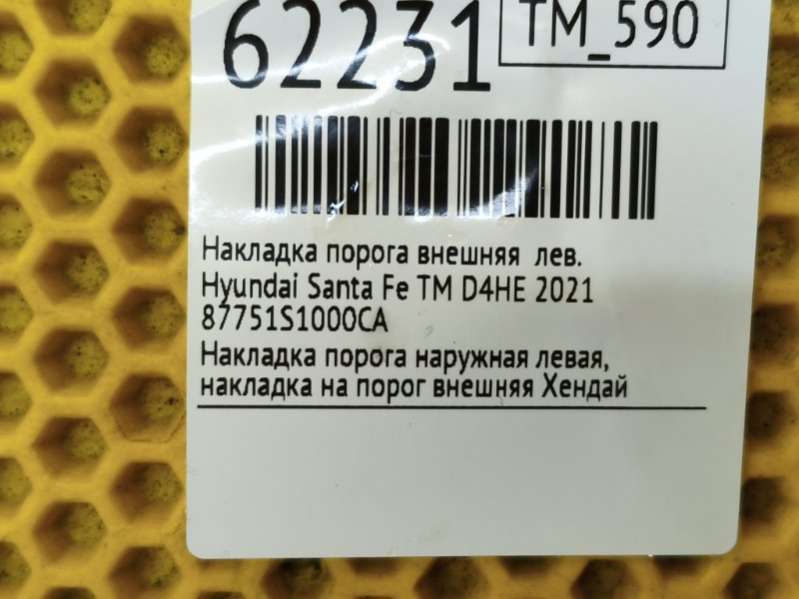 62231
TM_590
Накладка порога внешняя лев.
Hyundai Santa Fe TM D4HE 2021
87751S1000CA
Накладка порога наружная левая,
накладка на порог внешняя Хендай